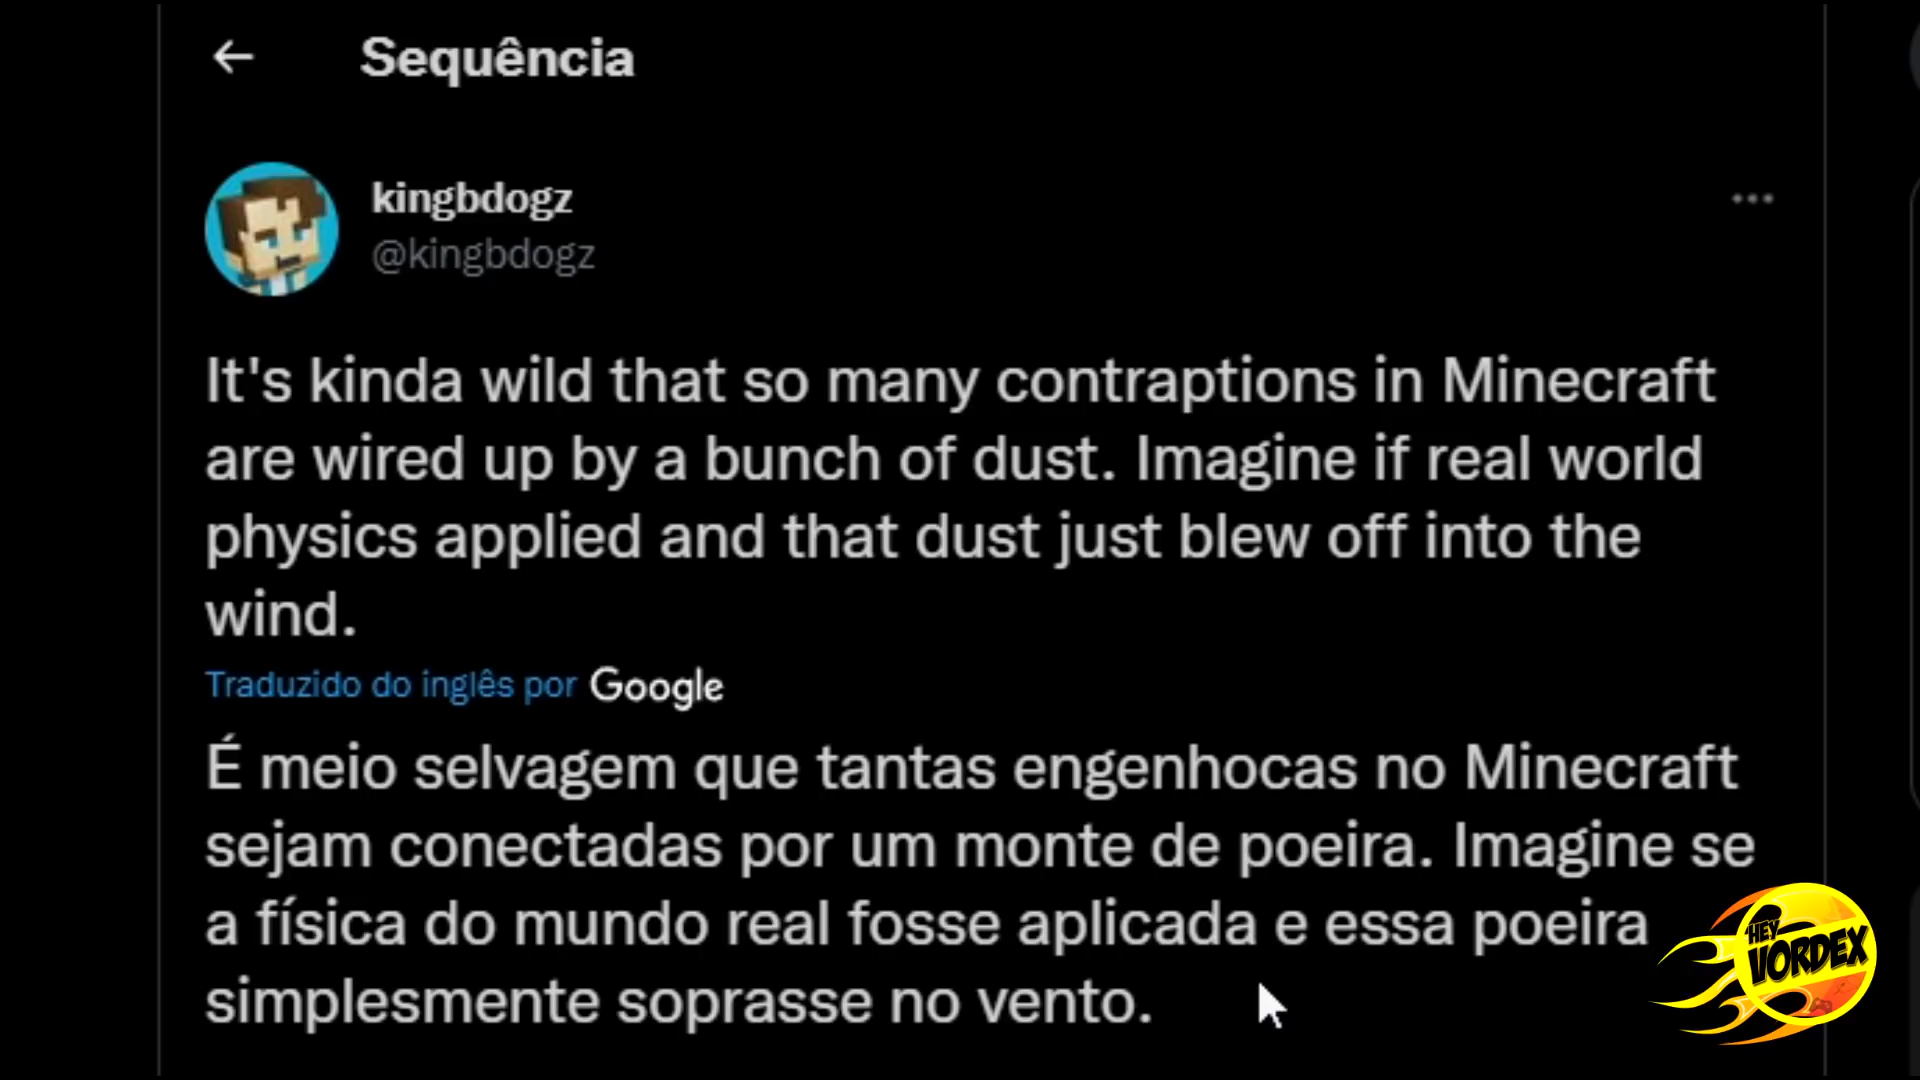 Sequência
kingbdogz
@kingbdogz
It's kinda wild that so many contraptions in Minecraft
are wired up by a bunch of dust. Imagine if real world
physics applied and that dust just blew off into the
wind.
Traduzido do inglês por Google
É meio selvagem que tantas engenhocas no Minecraft
sejam conectadas por um monte de poeira. Imagine se
a física do mundo real fosse aplicada e essa poeira
simplesmente soprasse no vento.
HEY
VORDEX